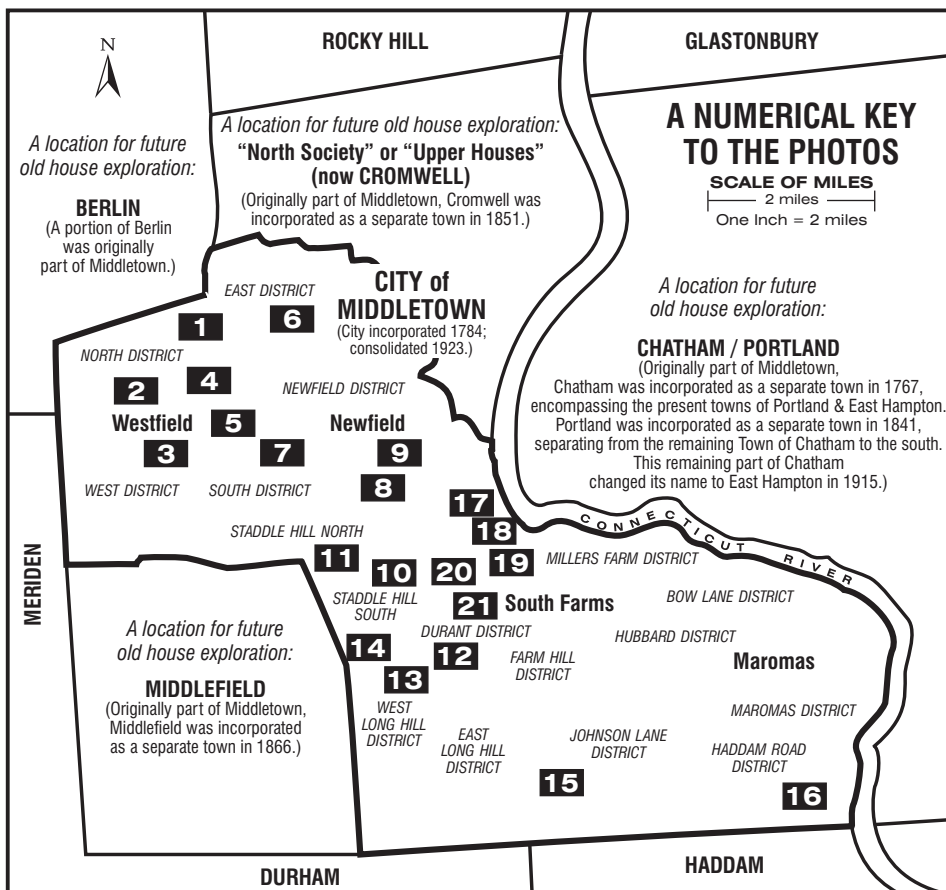 N
ROCKY HILL
GLASTONBURY
A NUMERICAL KEY
TO THE PHOTOS
SCALE OF MILES
2 miles
One Inch = 2 miles
A location for future
old house exploration:
BERLIN
(A portion of Berlin
was originally
part of Middletown.)
A location for future old house exploration:
“North Society” or “Upper Houses”
(now CROMWELL)
(Originally part of Middletown, Cromwell was
incorporated as a separate town in 1851.)
A location for future
old house exploration:
CHATHAM / PORTLAND
(Originally part of Middletown,
Chatham was incorporated as a separate town in 1767,
encompassing the present towns of Portland & East Hampton.
Portland was incorporated as a separate town in 1841,
separating from the remaining Town of Chatham to the south.
This remaining part of Chatham
changed its name to East Hampton in 1915.)
CITY of
MIDDLETOWN
(City incorporated 1784;
consolidated 1923.)
EAST DISTRICT
1
6
NORTH DISTRICT
2
4
NEWFIELD DISTRICT
Westfield
5
Newfield
3
7
9
8
WEST DISTRICT
SOUTH DISTRICT
17
18
CONNECTICUT RIVER
STADDLE HILL NORTH
11
10
20
19
MILLERS FARM DISTRICT
MERIDEN
STADDLE HILL
SOUTH
21
South Farms
BOW LANE DISTRICT
DURANT DISTRICT
HUBBARD DISTRICT
14
12
13
FARM HILL
DISTRICT
Maromas
A location for future
old house exploration:
MIDDLEFIELD
(Originally part of Middletown,
Middlefield was incorporated
as a separate town in 1866.)
WEST
LONG HILL
DISTRICT
EAST
LONG HILL
DISTRICT
JOHNSON LANE
DISTRICT
MAROMAS DISTRICT
HADDAM ROAD
DISTRICT
15
16
DURHAM
HADDAM